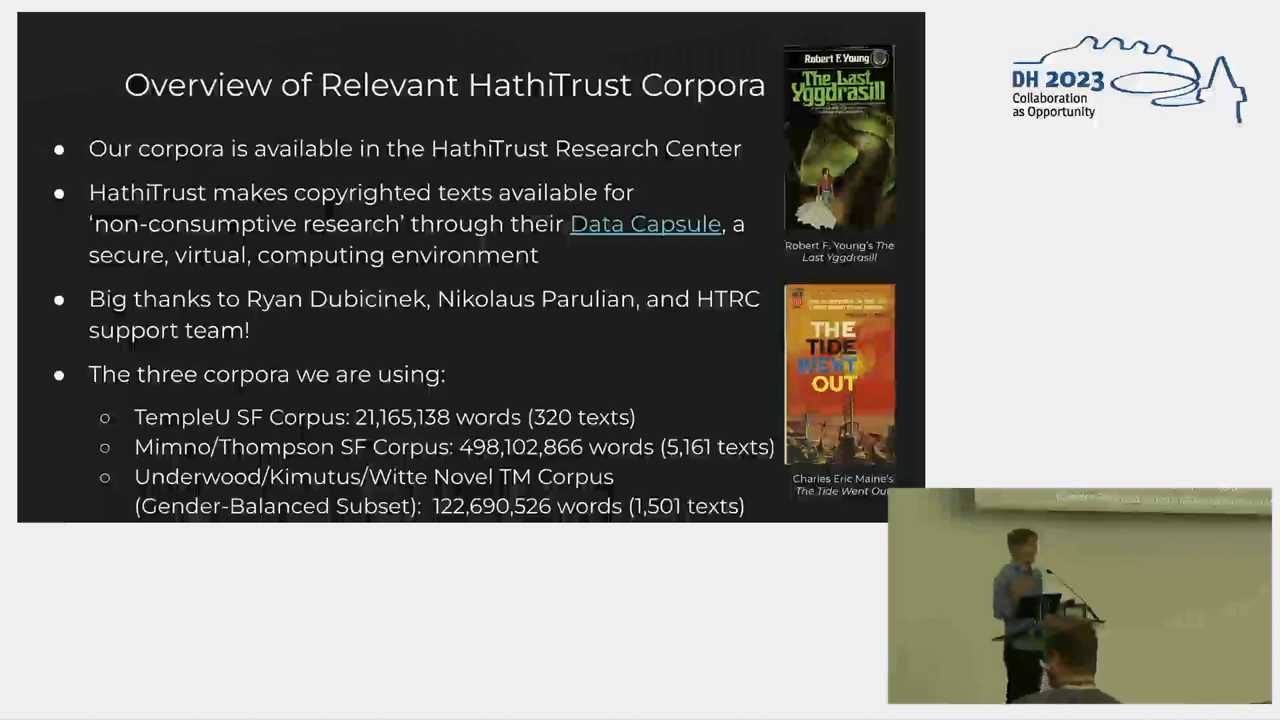 Overview of Relevant HathiTrust Corpora
● Our corpora is available in the HathiTrust Research Center
● HathiTrust makes copyrighted texts available for
‘non-consumptive research’ through their Data Capsule, a
secure, virtual, computing environment
● Big thanks to Ryan Dubicinek, Nikolaus Parulian, and HTRC
support team!
● The three corpora we are using:
○ TempleU SF Corpus: 21,165,138 words (320 texts)
○ Mimno/Thompson SF Corpus: 498,102,866 words (5,161 texts)
○ Underwood/Kimutus/Witte Novel TM Corpus
(Gender-Balanced Subset): 122,690,526 words (1,501 texts)
Robert F. Young
The Last
Yggdrasill
Robert F. Young's The
Last Yggdrasill
THE
TIDE
WENT
OUT
Charles Eric Maine's
The Tide Went Out
DH 2023
Collaboration
as Opportunity